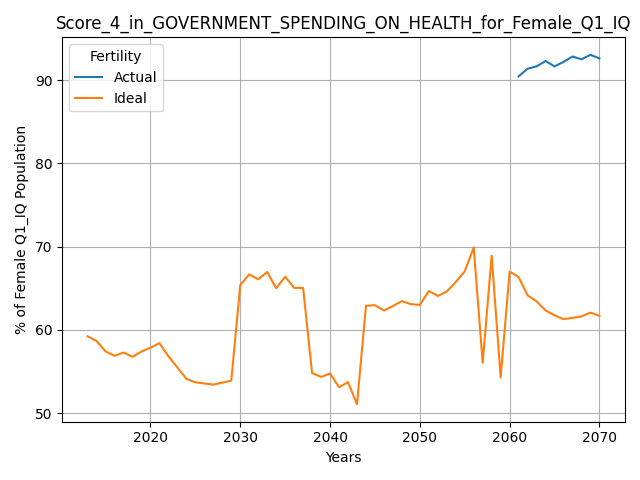 Score_4_in_GOVERNMENT_SPENDING_ON_HEALTH_for_Female_Q1_IQ
Fertility
Actual
Ideal
% of Female Q1_IQ Population
90
80
70
60
50
2020
2030
2040
2050
2060
2070
Years